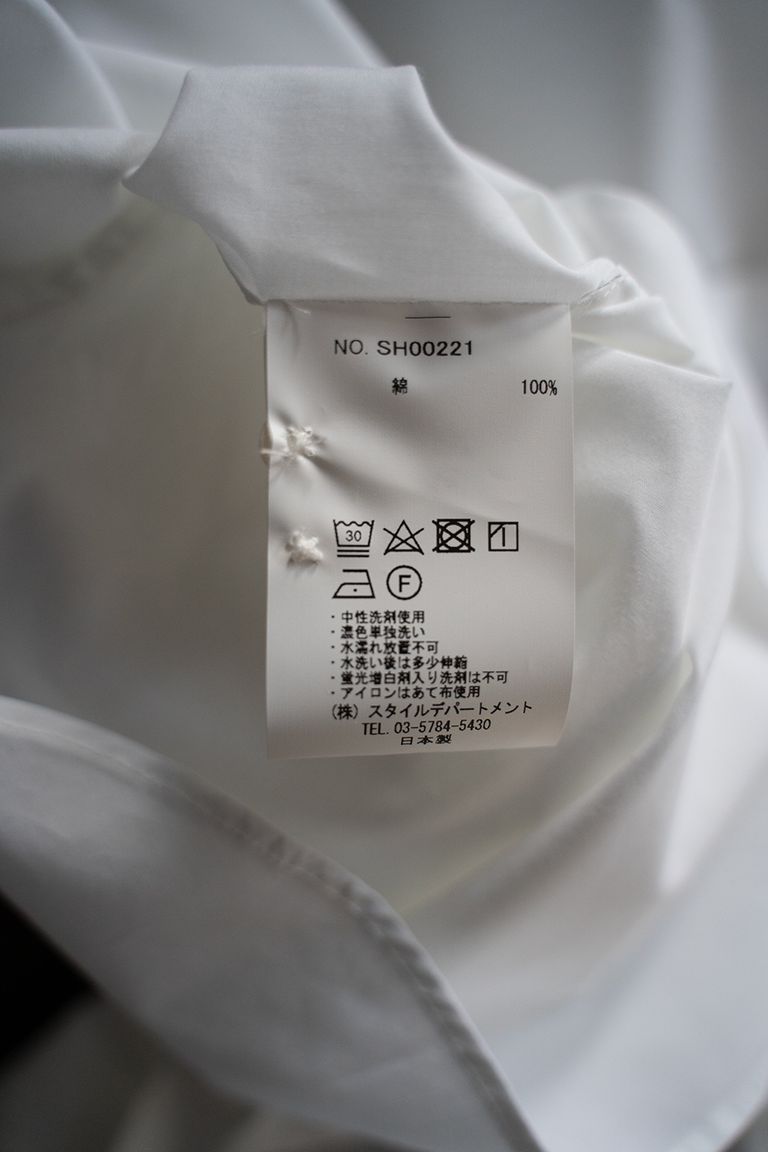 NO. SH00221
綿 100%
30
F
・中性洗剤使用
・濃色単独洗い
・水濡れ放置不可
・水洗い後は多少伸縮
・蛍光増白剤入り洗剤は不可
・アイロンはあて布使用
(株) スタイルデパートメント
TEL. 03-5784-5430
日本製